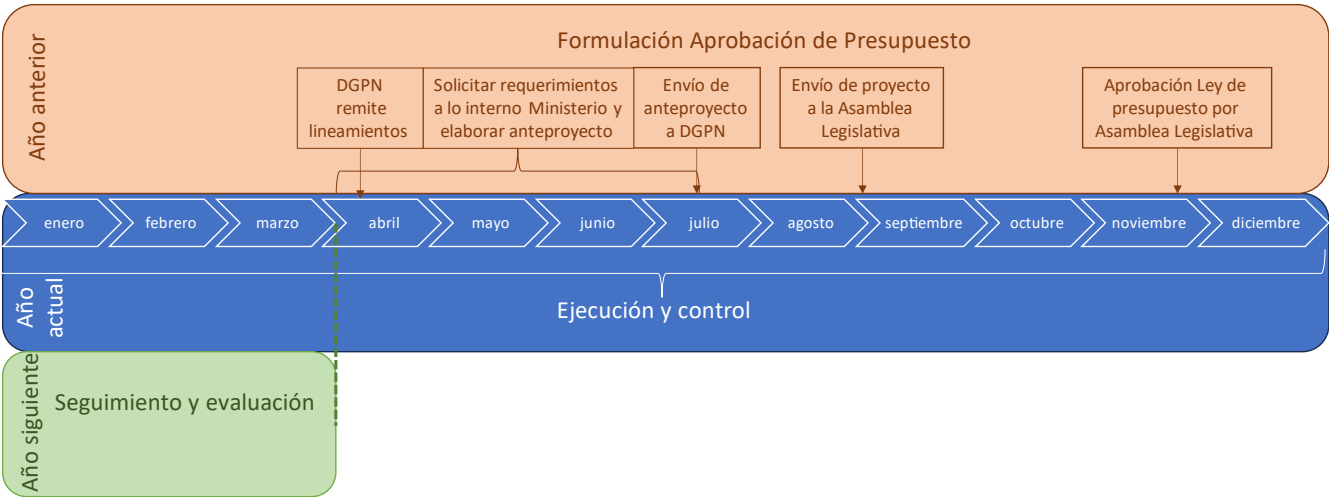 Año anterior
Formulación Aprobación de Presupuesto
DGPN
remite
lineamientos
Solicitar requerimientos
a lo interno Ministerio y
elaborar anteproyecto
Envío de
anteproyecto
a DGPN
Envío de proyecto
a la Asamblea
Legislativa
Aprobación Ley de
presupuesto por
Asamblea Legislativa
enero
febrero
marzo
abril
mayo
junio
julio
agosto
septiembre
octubre
noviembre
diciembre
Año
actual
Ejecución y control
Año siguiente
Seguimiento y evaluación